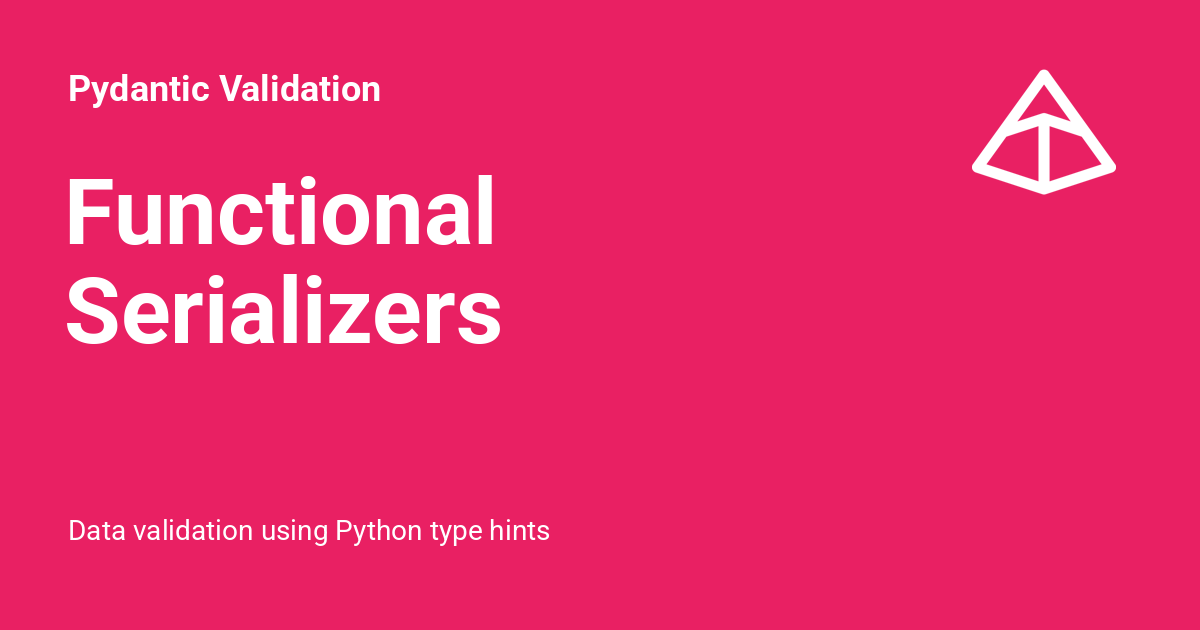 Pydantic Validation
Functional
Serializers
Data validation using Python type hints